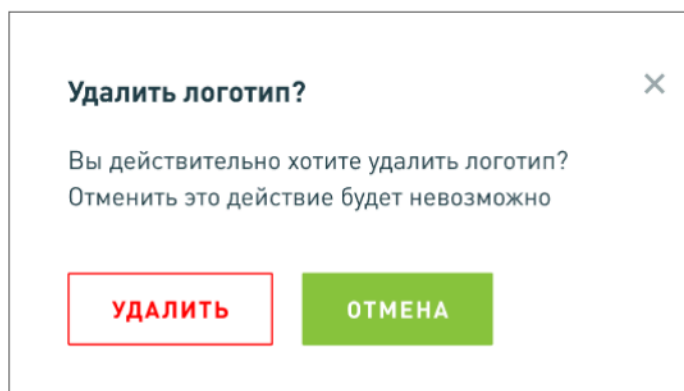 Удалить логотип?
Вы действительно хотите удалить логотип?
Отменить это действие будет невозможно
УДАЛИТЬ ОТМЕНА